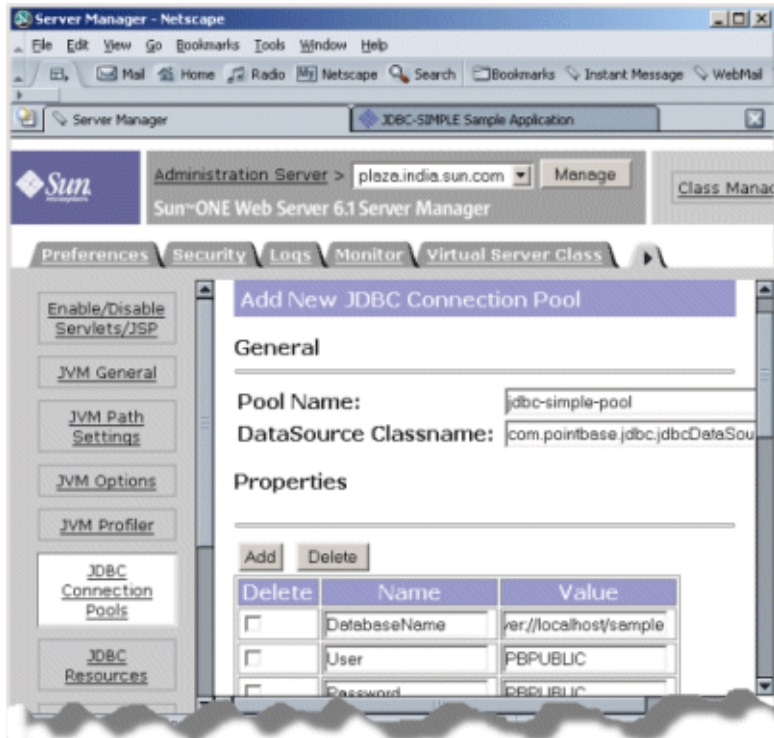 Server Manager - Netscape
File Edit View Go Bookmarks Tools Window Help
Mail Home Radio My Netscape Search Bookmarks Instant Message WebMail
Server Manager JDBC-SIMPLE Sample Application
Sun microsystems
Administration Server > plaza.india.sun.com Manage
Class Manag
Sun~ONE Web Server 6.1 Server Manager
Preferences Security Logs Monitor Virtual Server Class
Enable/Disable
Servlets/JSP
JVM General
JVM Path
Settings
JVM Options
JVM Profiler
JDBC
Connection
Pools
JDBC
Resources
Add New JDBC Connection Pool
General
Pool Name: jdbc-simple-pool
DataSource Classname: com.pointbase.jdbc.jdbcDataSou
Properties
Add Delete
Delete Name Value
DatabaseName ver://localhost/sample
User PBPUBLIC
Password PBPUBLIC